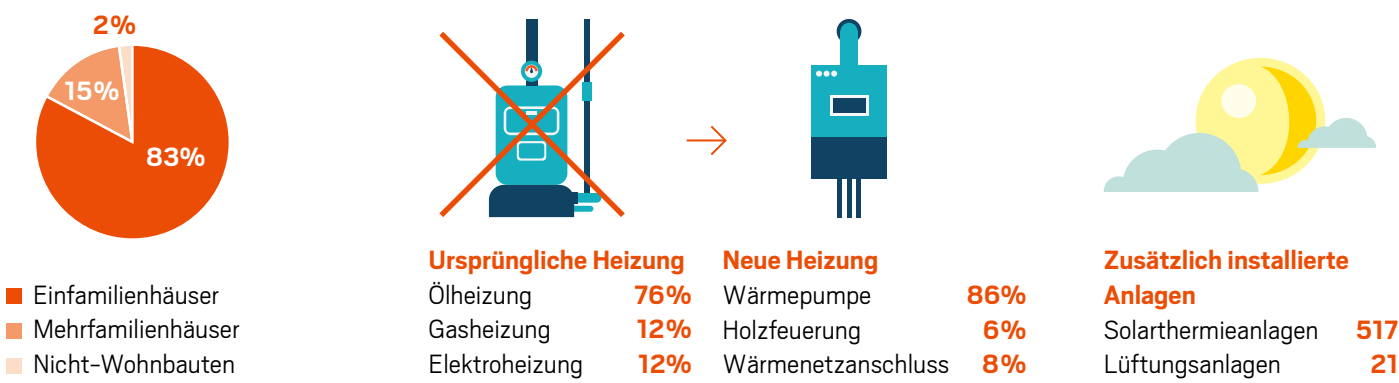 2%
15%
83%
Einfamilienhäuser
Mehrfamilienhäuser
Nicht-Wohnbauten
Ursprüngliche Heizung
Ölheizung 76%
Gasheizung 12%
Elektroheizung 12%
Neue Heizung
Wärmepumpe 86%
Holzfeuerung 6%
Wärmenetzanschluss 8%
Zusätzlich installierte
Anlagen
Solarthermieanlagen 517
Lüftungsanlagen 21